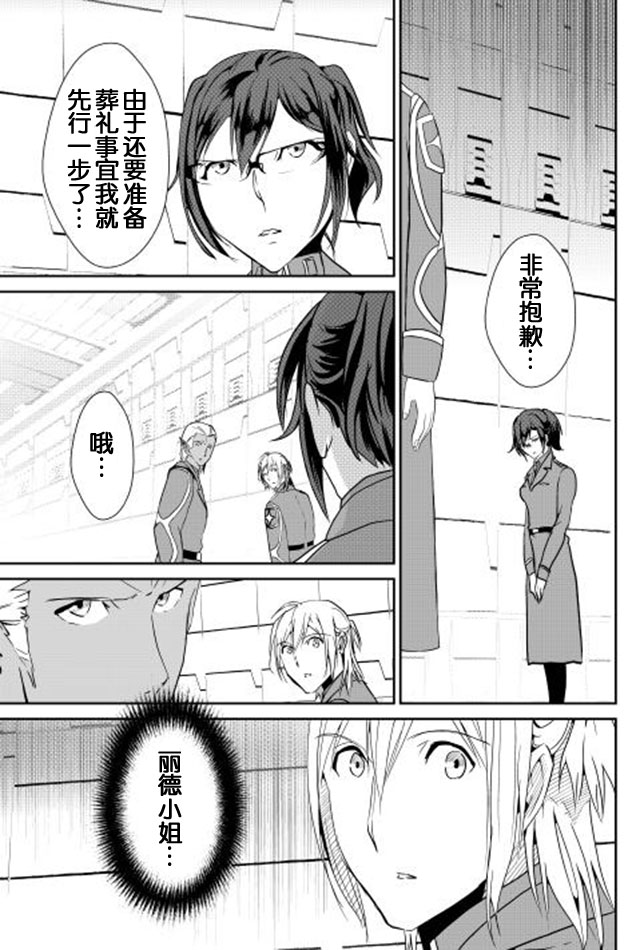 非常抱歉…
由于还要准备
葬礼事宜我就
先行一步了…
哦…
丽德小姐…